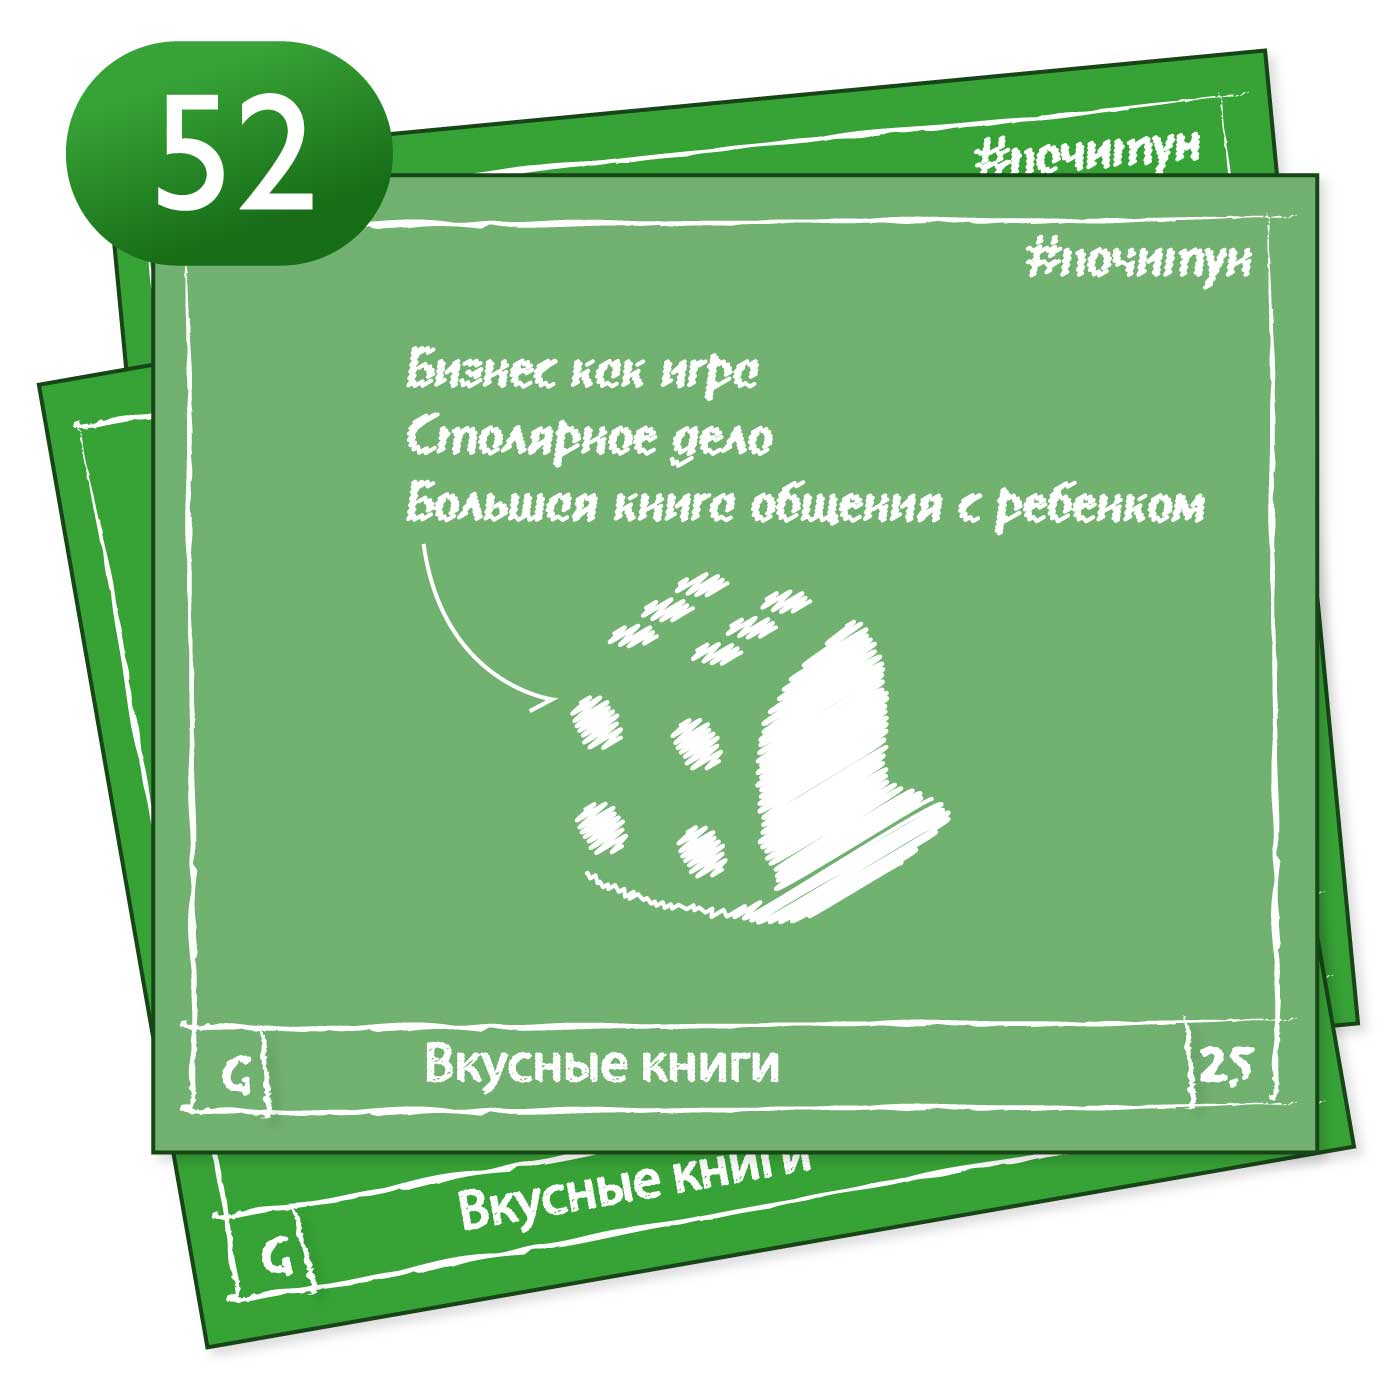 52
#почитун
#почитун
Бизнес как игра
Столярное дело
Большая книга общения с ребенком
G
Вкусные книги
25
Вкусные книги
G